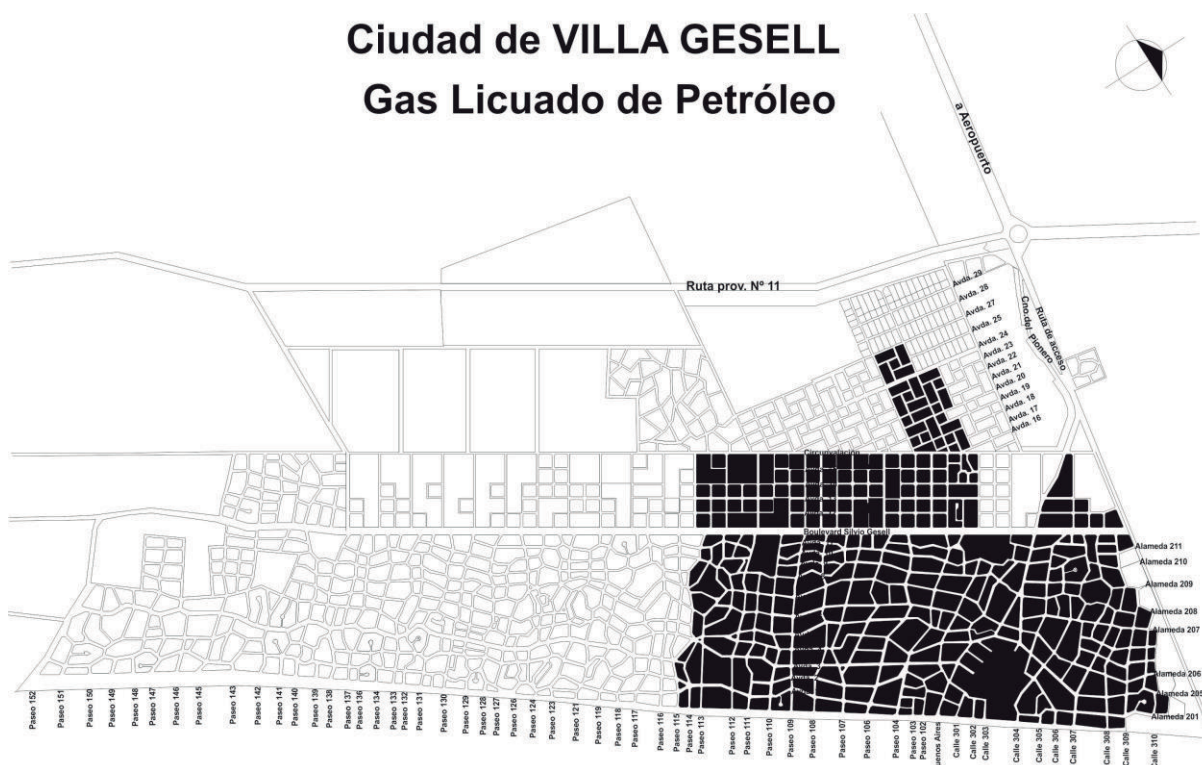 Ciudad de VILLA GESELL
Gas Licuado de Petróleo
a Aeropuerto
Ruta prov. Nº 11
Avda. 29
Avda. 28
Avda. 27
Avda. 25
Avda. 24
Avda. 23
Avda. 22
Avda. 21
Avda. 20
Avda. 19
Avda. 18
Avda. 17
Avda. 16
Cno.del Pionero
Ruta de acceso
Circunvalación
Boulevard Silvio Gesell
Alameda 211
Alameda 210
Alameda 209
Alameda 208
Alameda 207
Alameda 206
Alameda 205
Alameda 201
Paseo 152
Paseo 151
Paseo 150
Paseo 149
Paseo 148
Paseo 147
Paseo 146
Paseo 145
Paseo 143
Paseo 142
Paseo 141
Paseo 140
Paseo 139
Paseo 138
Paseo 137
Paseo 136
Paseo 134
Paseo 133
Paseo 132
Paseo 131
Paseo 130
Paseo 129
Paseo 128
Paseo 127
Paseo 126
Paseo 124
Paseo 123
Paseo 121
Paseo 119
Paseo 118
Paseo 117
Paseo 116
Paseo 115
Paseo 114
Paseo 113
Paseo 112
Paseo 111
Paseo 110
Paseo 109
Paseo 108
Paseo 107
Paseo 106
Paseo 104
Paseo 103
Paseo 102
uenos Aires
Calle 301
Calle 302
Calle 303
Calle 304
Calle 305
Calle 306
Calle 307
Calle 308
Calle 309
Calle 310